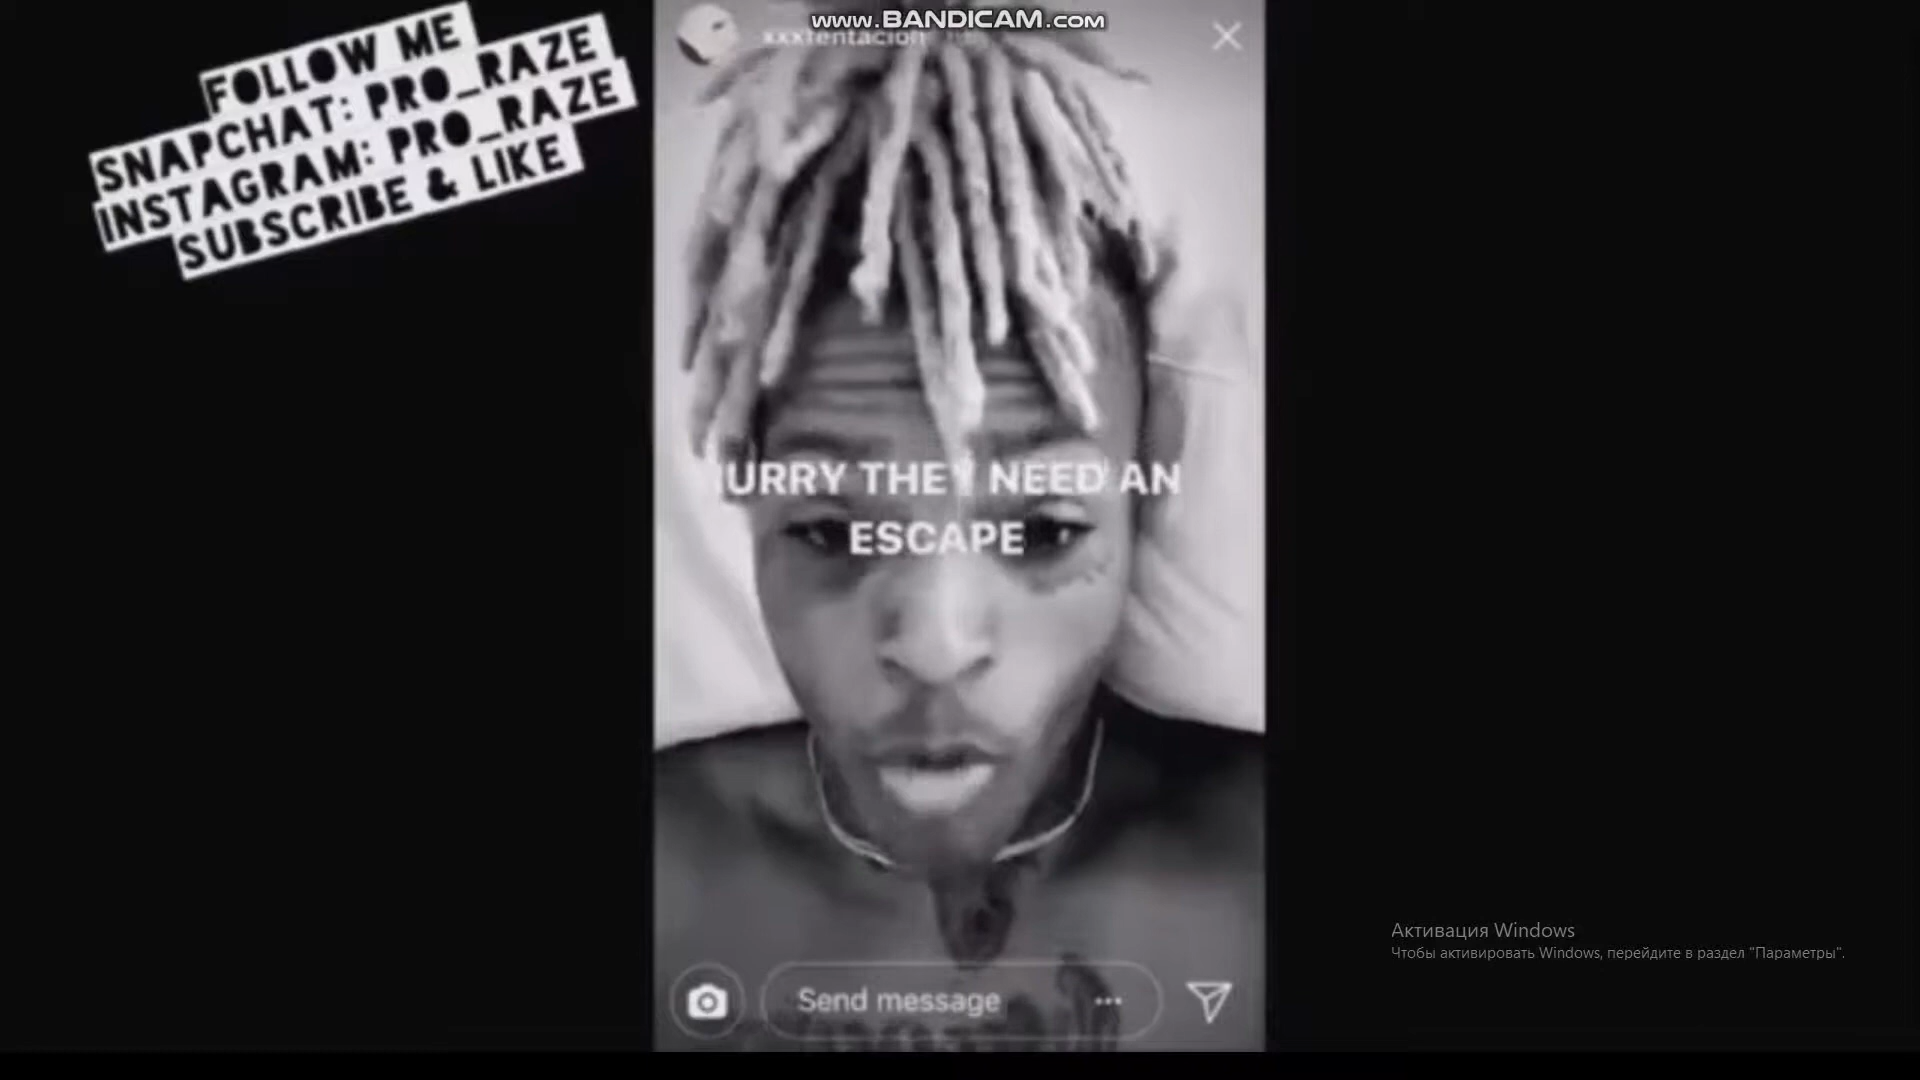 FOLLOW ME
SNAPCHAT: PRO_RAZE
INSTAGRAM: PRO_RAZE
SUBSCRIBE & LIKE
www.BANDICAM.com
xxxtentacion
URRY THEY NEED AN
ESCAPE
Send message
Активация Windows
Чтобы активировать Windows, перейдите в раздел "Параметры".